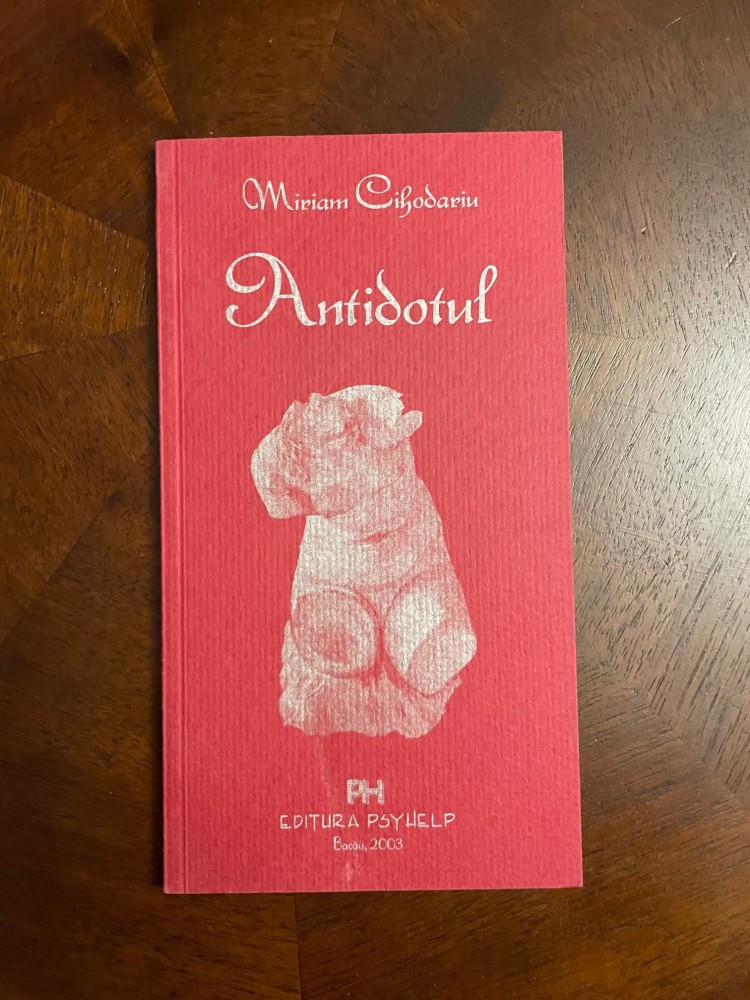 Miriam Cihodariu
Antidotul
PH
EDITURA PSYHELP
Bacău, 2003